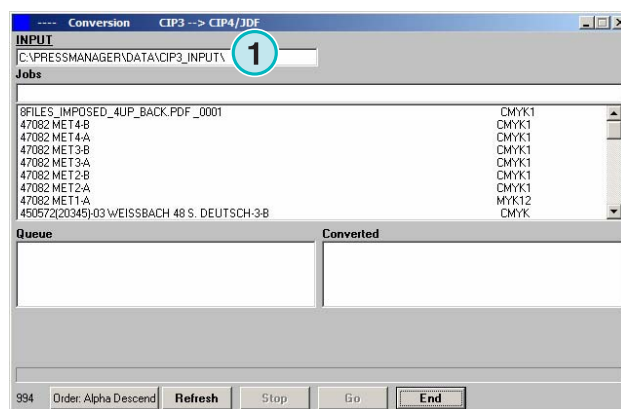 ---- Conversion CIP3 --> CIP4/JDF
INPUT
C:\PRESSMANAGER\DATA\CIP3_INPUT\
1
Jobs
8FILES_IMPOSED_4UP_BACK.PDF_0001 CMYK1
47082 MET4-B CMYK1
47082 MET4-A CMYK1
47082 MET3-B CMYK1
47082 MET3-A CMYK1
47082 MET2-B CMYK1
47082 MET2-A CMYK1
47082 MET1-A MYK12
450572(20345)-03 WEISSBACH 48 S. DEUTSCH-3-B CMYK
Queue Converted
994 Order: Alpha Descend Refresh Stop Go End